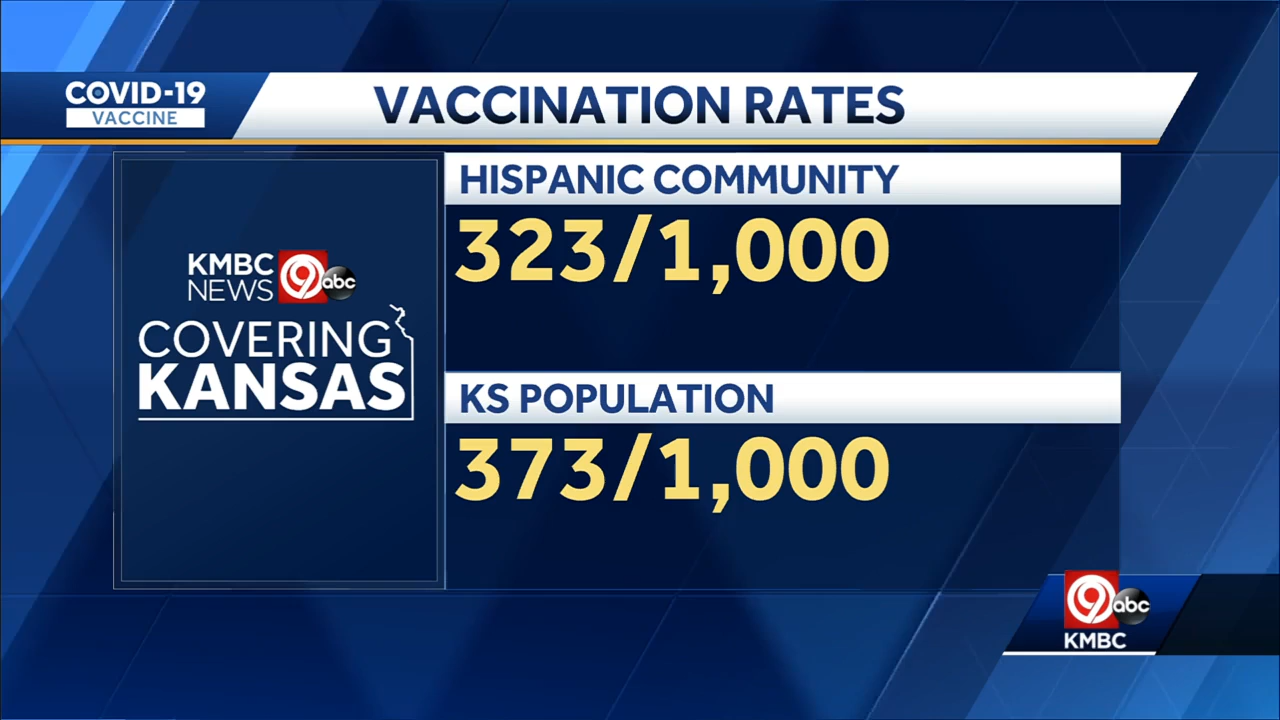 COVID-19
VACCINE
VACCINATION RATES
KMBC
NEWS
9
abc
COVERING
KANSAS
HISPANIC COMMUNITY
323/1,000
KS POPULATION
373/1,000
9
abc
KMBC